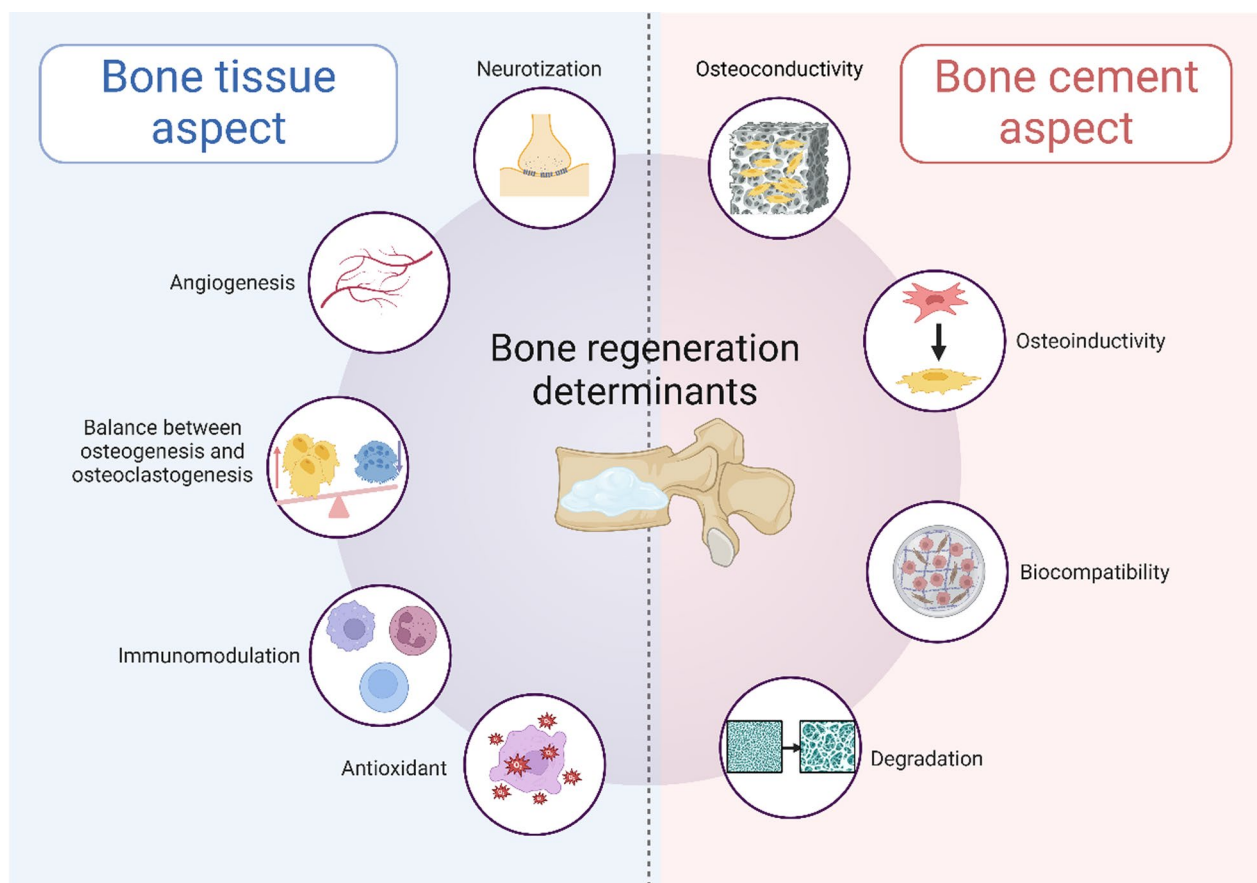 Bone tissue
aspect
Neurotization
Angiogenesis
Balance between
osteogenesis and
osteoclastogenesis
Immunomodulation
Antioxidant
Bone regeneration
determinants
Bone cement
aspect
Osteoconductivity
Osteoinductivity
Biocompatibility
Degradation